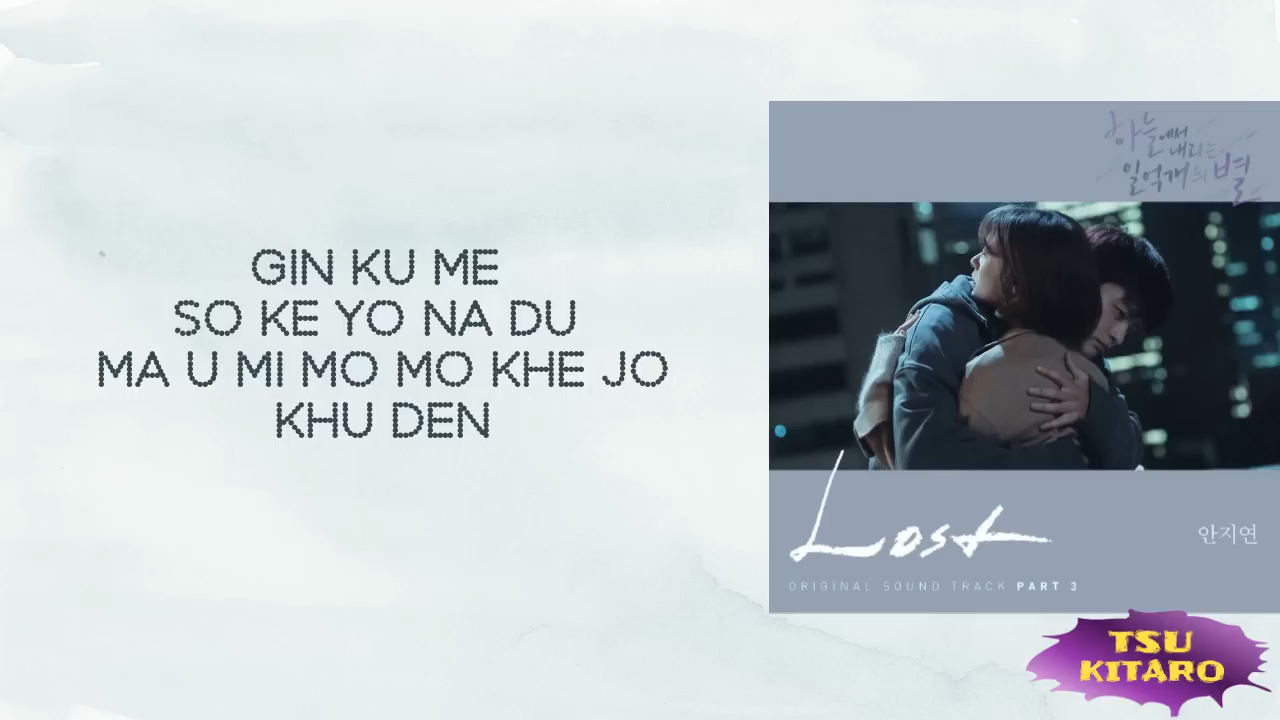 GIN KU ME
SO KE YO NA DU
MA U MI MO MO KHE JO
KHU DEN
하늘에서
내리는
일억개의 별
Lost
안지연
ORIGINAL SOUND TRACK PART 3
TSU
KITARO